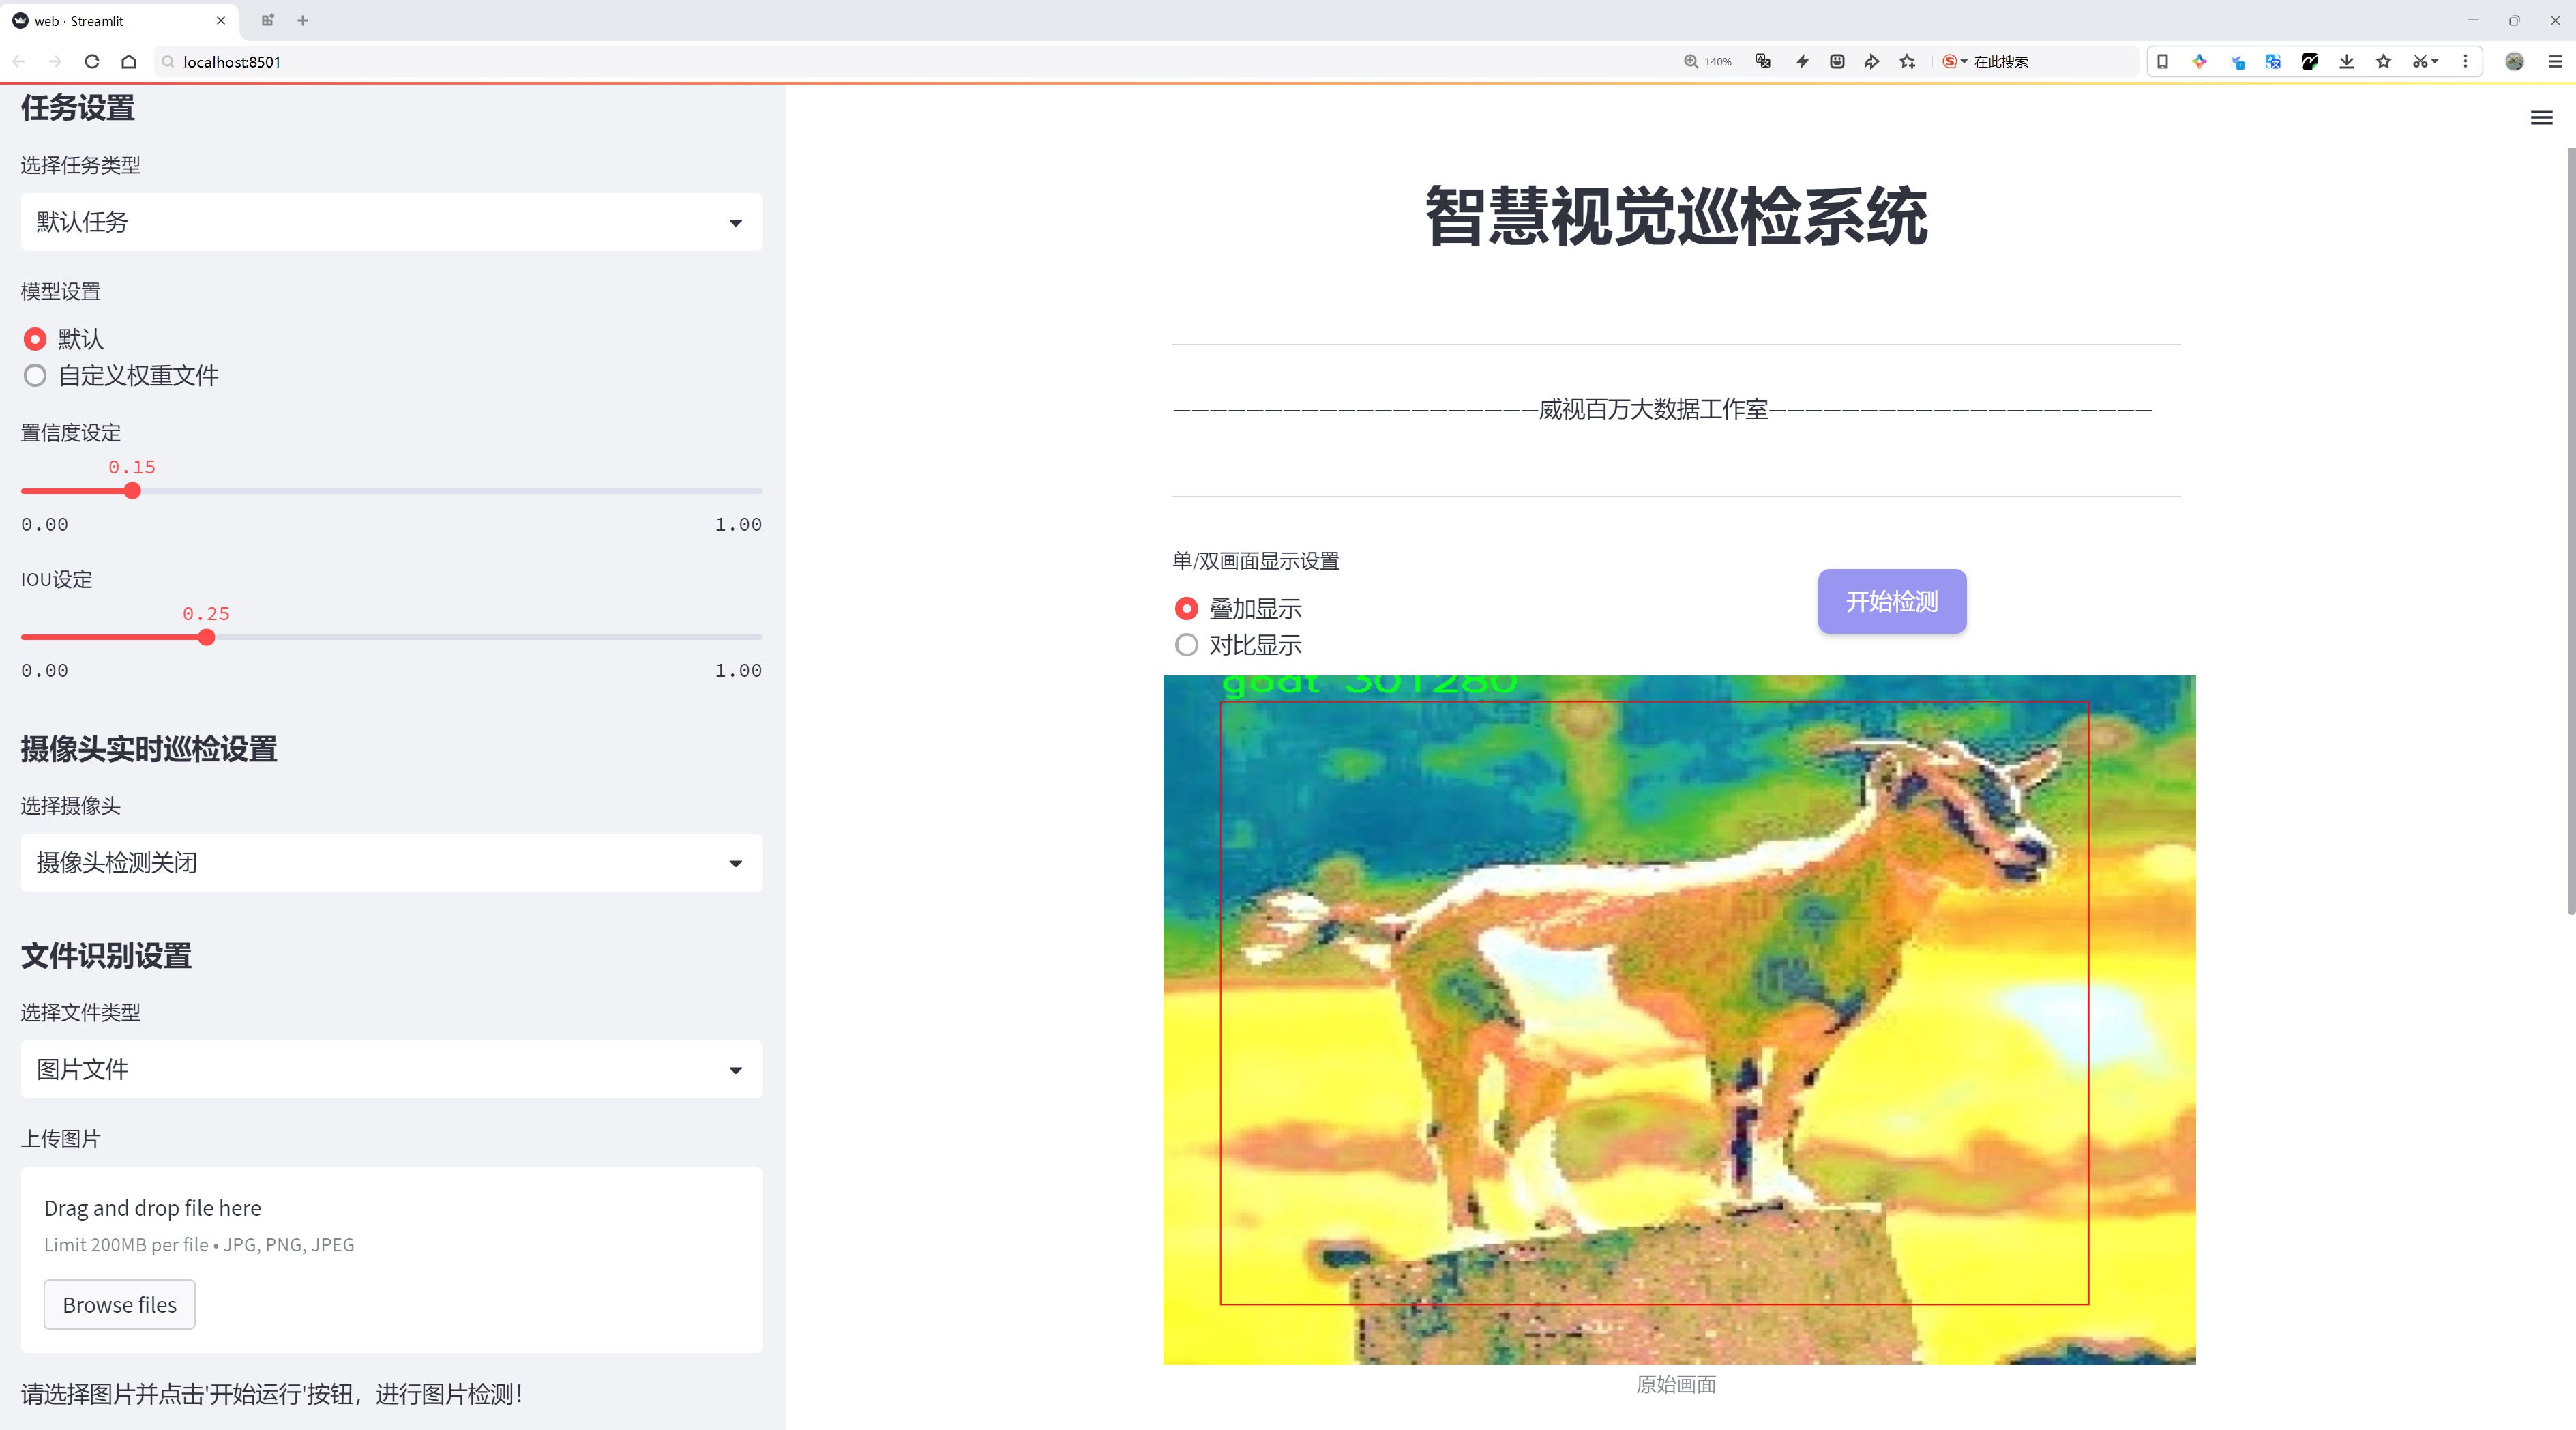 web · Streamlit
localhost:8501
140%
在此搜索
任务设置
选择任务类型
默认任务
模型设置
默认
自定义权重文件
置信度设定
0.15
0.00
1.00
IOU设定
0.25
0.00
1.00
摄像头实时巡检设置
选择摄像头
摄像头检测关闭
文件识别设置
选择文件类型
图片文件
上传图片
Drag and drop file here
Limit 200MB per file • JPG, PNG, JPEG
Browse files
请选择图片并点击'开始运行'按钮，进行图片检测！
智慧视觉巡检系统
————————————————————威视百万大数据工作室—————————————————————
单/双画面显示设置
叠加显示
对比显示
开始检测
goat 301280
原始画面